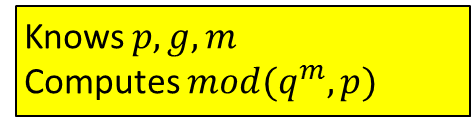 Knows p, g, m
Computes mod(q^m, p)